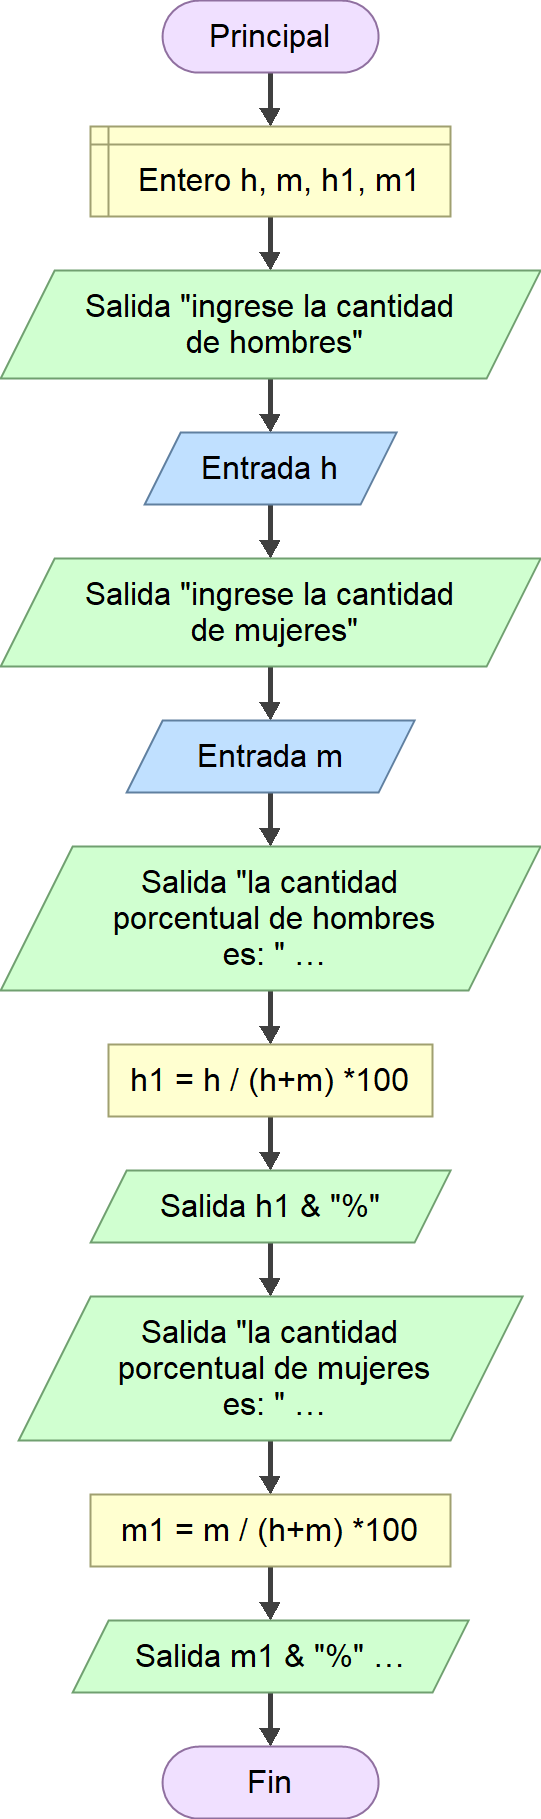 Principal
Entero h, m, h1, m1
Salida "ingrese la cantidad
de hombres"
Entrada h
Salida "ingrese la cantidad
de mujeres"
Entrada m
Salida "la cantidad
porcentual de hombres
es: " …
h1 = h / (h+m) *100
Salida h1 & "%"
Salida "la cantidad
porcentual de mujeres
es: " …
m1 = m / (h+m) *100
Salida m1 & "%" …
Fin